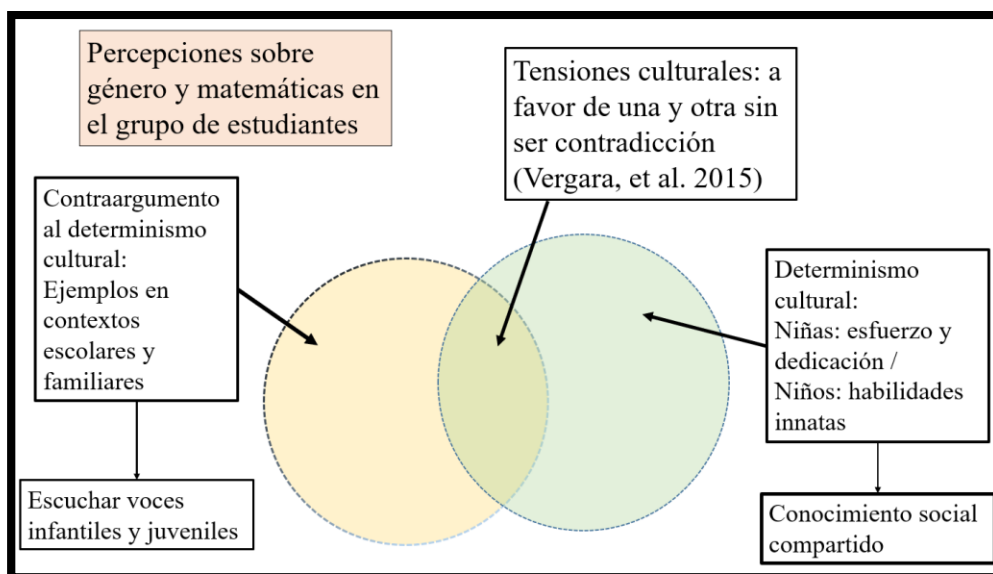 Percepciones sobre
género y matemáticas en
el grupo de estudiantes
Tensiones culturales: a
favor de una y otra sin
ser contradicción
(Vergara, et al. 2015)
Contraargumento
al determinismo
cultural:
Ejemplos en
contextos
escolares y
familiares
Determinismo
cultural:
Niñas: esfuerzo y
dedicación /
Niños: habilidades
innatas
Escuchar voces
infantiles y juveniles
Conocimiento social
compartido